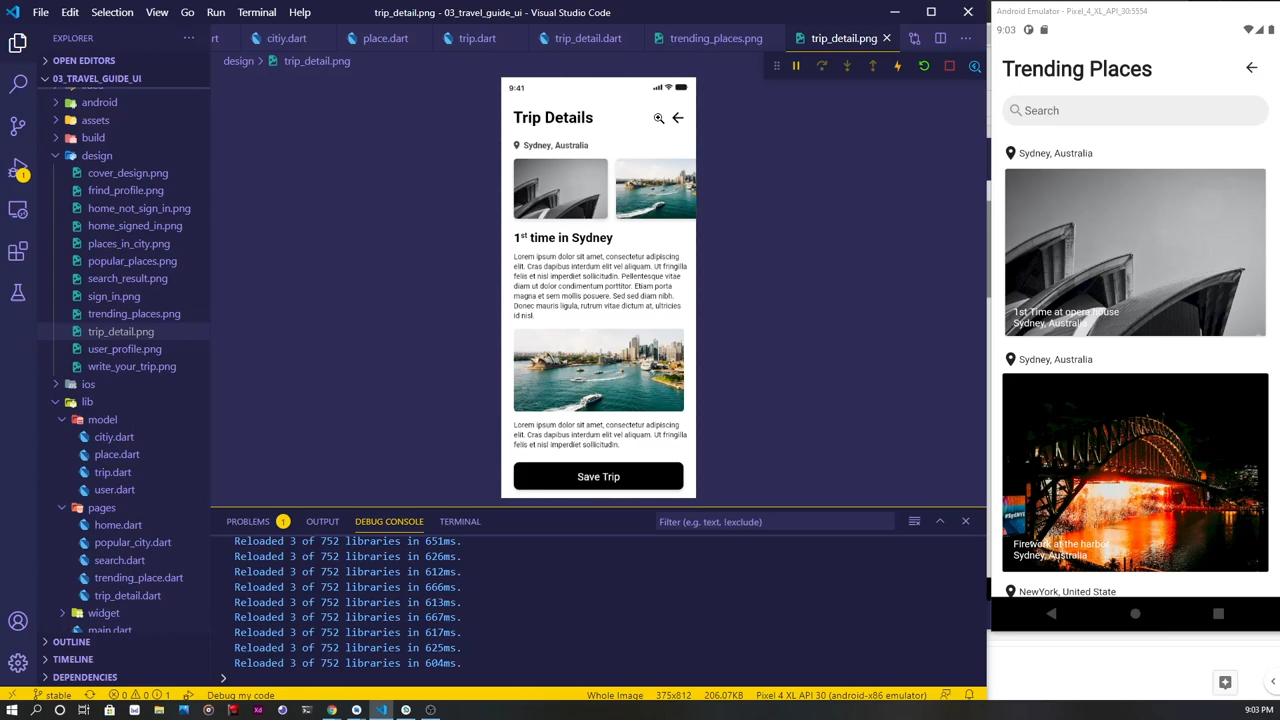 File Edit Selection View Go Run Terminal Help
trip_detail.png - 03_travel_guide_ui - Visual Studio Code
EXPLORER
OPEN EDITORS
03_TRAVEL_GUIDE_UI
android
assets
build
design
cover_design.png
frind_profile.png
home_not_sign_in.png
home_signed_in.png
places_in_city.png
popular_places.png
search_result.png
sign_in.png
trending_places.png
trip_detail.png
user_profile.png
write_your_trip.png
ios
lib
model
citiy.dart
place.dart
trip.dart
user.dart
pages
home.dart
popular_city.dart
search.dart
trending_place.dart
trip_detail.dart
widget
main.dart
OUTLINE
TIMELINE
DEPENDENCIES
place.dart
trip.dart
trip_detail.dart
trending_places.png
trip_detail.png
design > trip_detail.png
9:41
Trip Details
Sydney, Australia
1st time in Sydney
Lorem ipsum dolor sit amet, consectetur adipiscing
elit. Cras dapibus interdum elit vel aliquam. Ut fringilla
felis et nisl imperdiet sollicitudin. Pellentesque vitae
diam ut dolor condimentum porttitor. Etiam porta
magna et sem mollis posuere. Sed sed diam nibh.
Donec mauris ligula, rutrum vitae dictum at, ultricies
id nisl.
Lorem ipsum dolor sit amet, consectetur adipiscing
elit. Cras dapibus interdum elit vel aliquam. Ut fringilla
felis et nisl imperdiet sollicitudin.
Save Trip
PROBLEMS 1 OUTPUT DEBUG CONSOLE TERMINAL
Filter (e.g. text, !exclude)
Reloaded 3 of 752 libraries in 651ms.
Reloaded 3 of 752 libraries in 626ms.
Reloaded 3 of 752 libraries in 612ms.
Reloaded 3 of 752 libraries in 666ms.
Reloaded 3 of 752 libraries in 613ms.
Reloaded 3 of 752 libraries in 667ms.
Reloaded 3 of 752 libraries in 617ms.
Reloaded 3 of 752 libraries in 625ms.
Reloaded 3 of 752 libraries in 604ms.
stable 0 0 1 Debug my code
Whole Image 375x812 206.07KB Pixel 4 XL API 30 (android-x86 emulator)
Android Emulator - Pixel_4_XL_API_30:5554
9:03
Trending Places
Search
Sydney, Australia
1st Time at opera house
Sydney, Australia
Sydney, Australia
Firework at the harbor
Sydney, Australia
NewYork, United State
9:03 PM